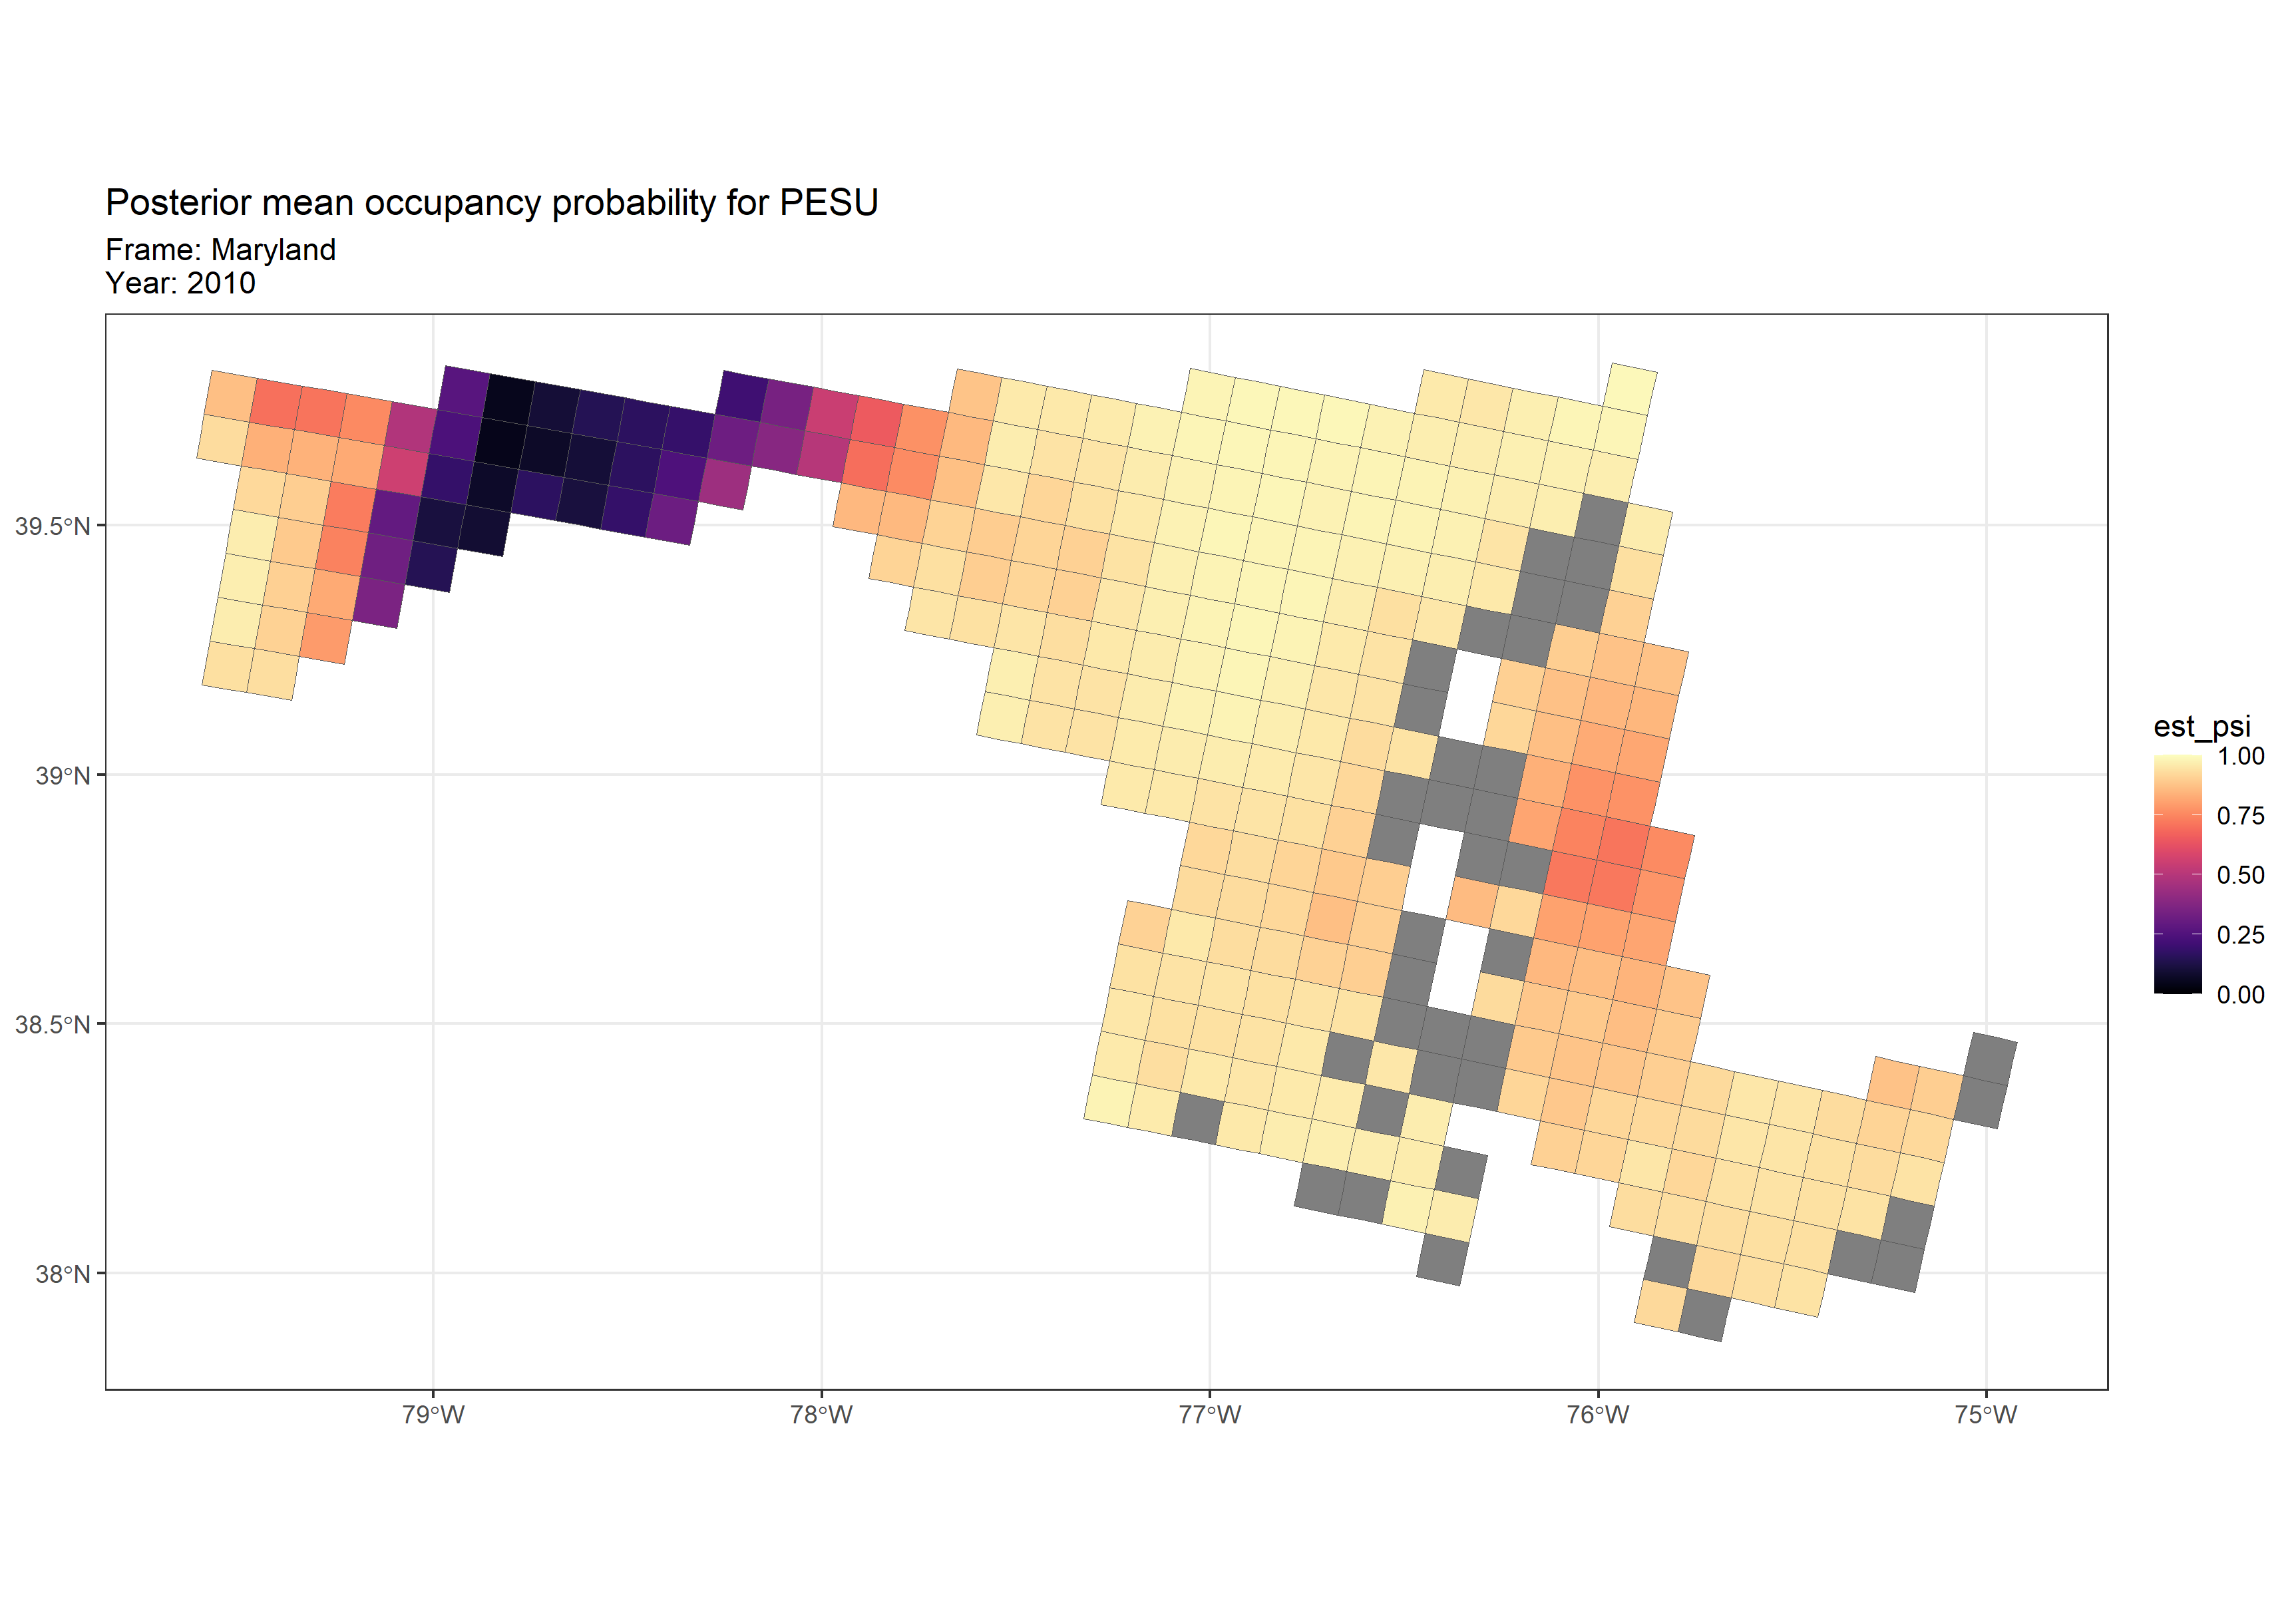 Posterior mean occupancy probability for PESU
Frame: Maryland
Year: 2010
39.5°N
39°N
38.5°N
38°N
79°W
78°W
77°W
76°W
75°W
est_psi
1.00
0.75
0.50
0.25
0.00